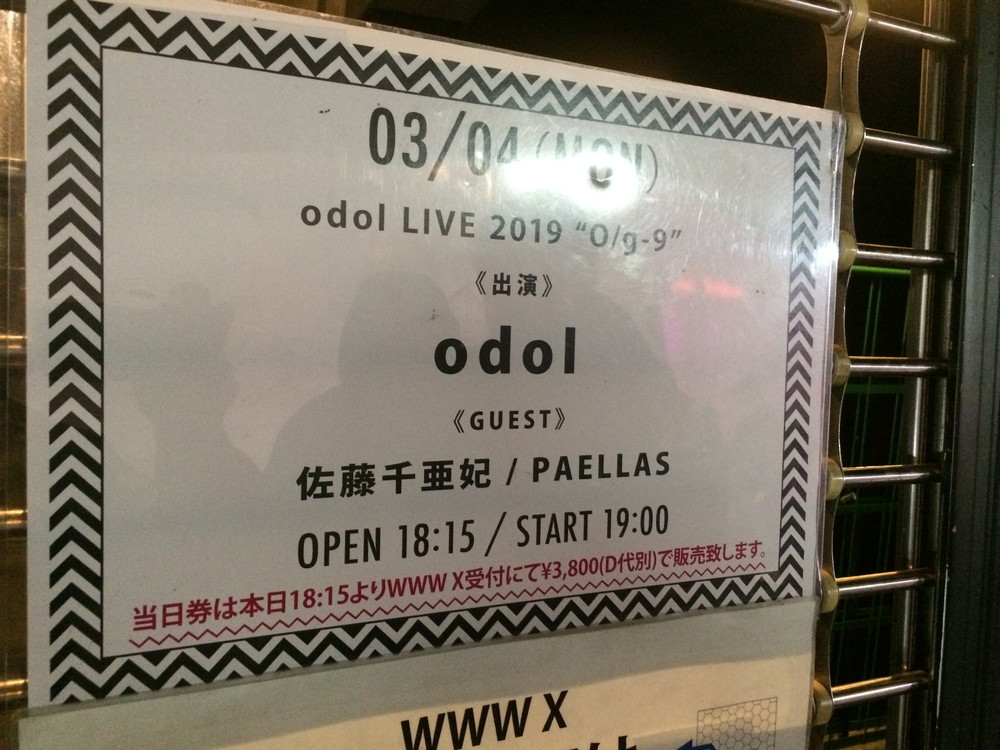 03/04 (MON)
odol LIVE 2019 “O/g-9”
《出演》
odol
《GUEST》
佐藤千亜妃 / PAELLAS
OPEN 18:15 / START 19:00
当日券は本日18:15よりWWW X受付にて¥3,800(D代別)で販売致します。
WWW X